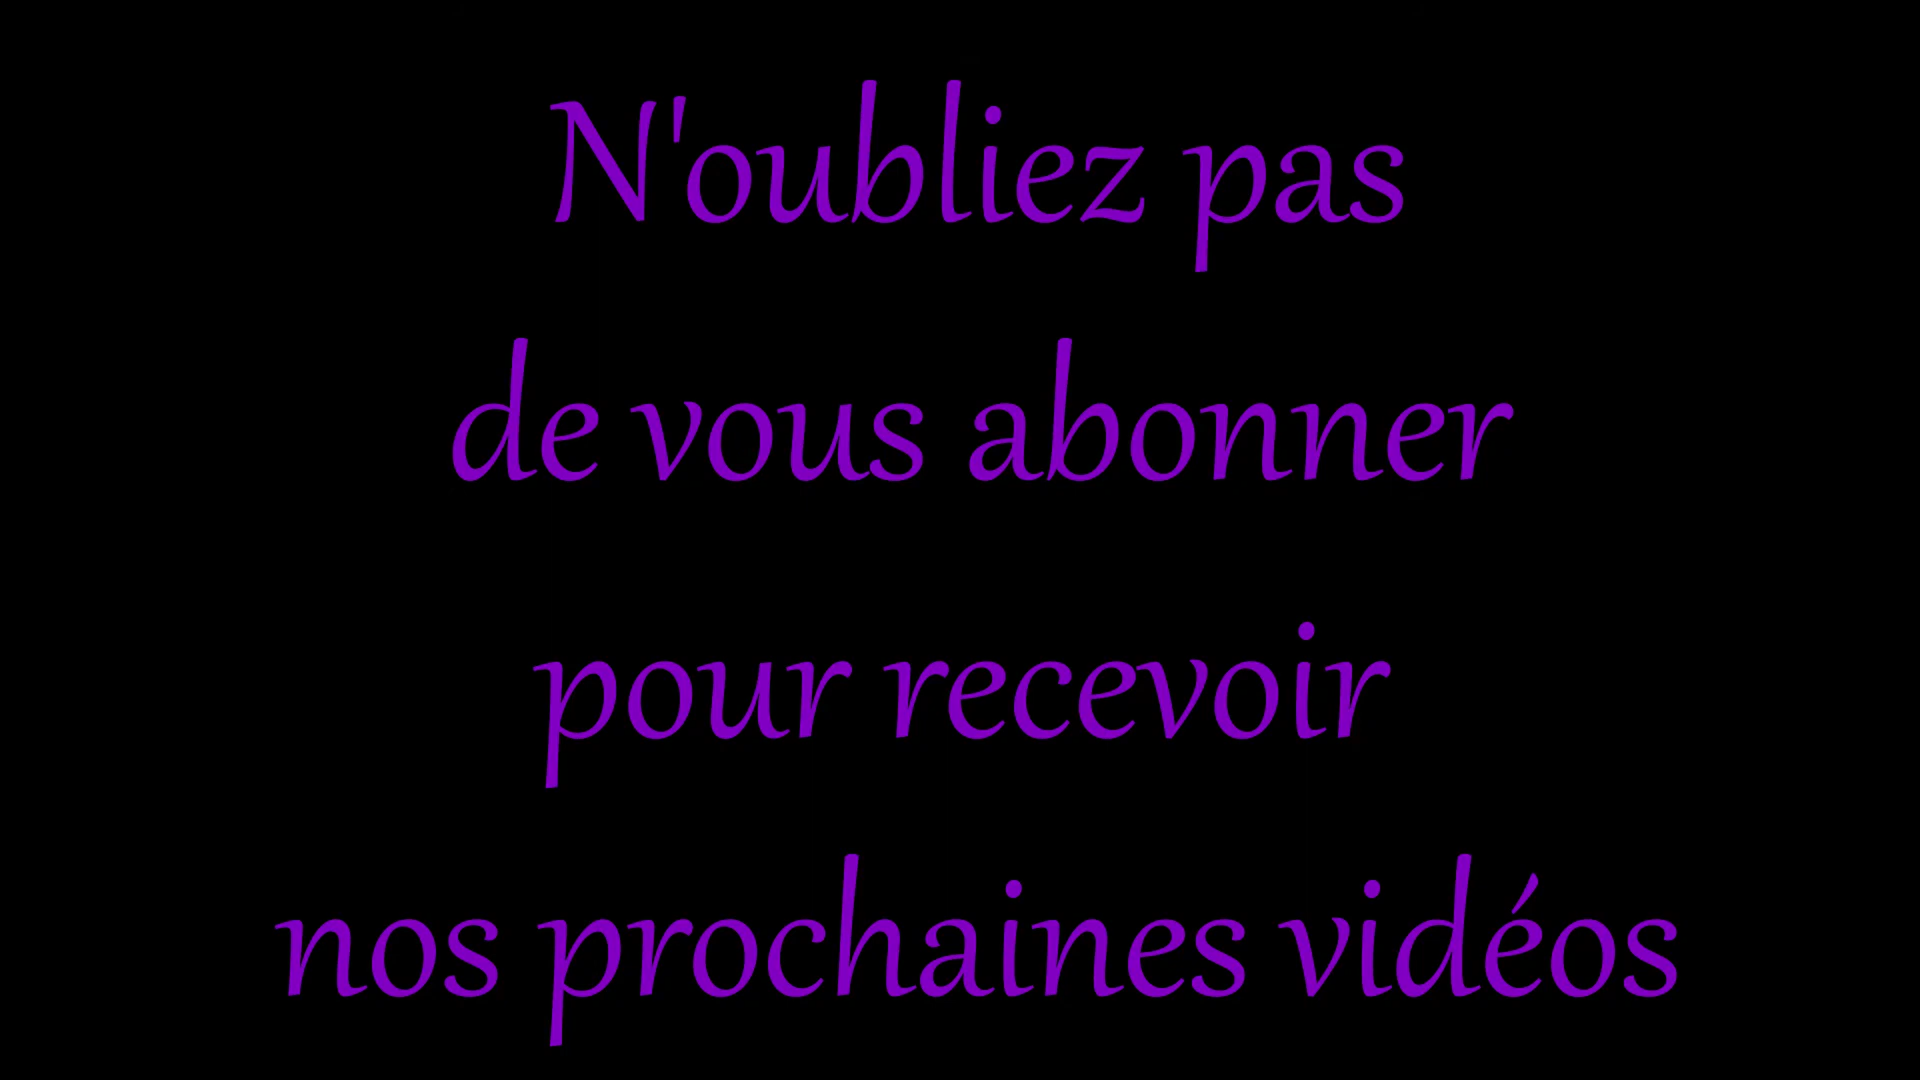 N'oubliez pas
de vous abonner
pour recevoir
nos prochaines vidéos